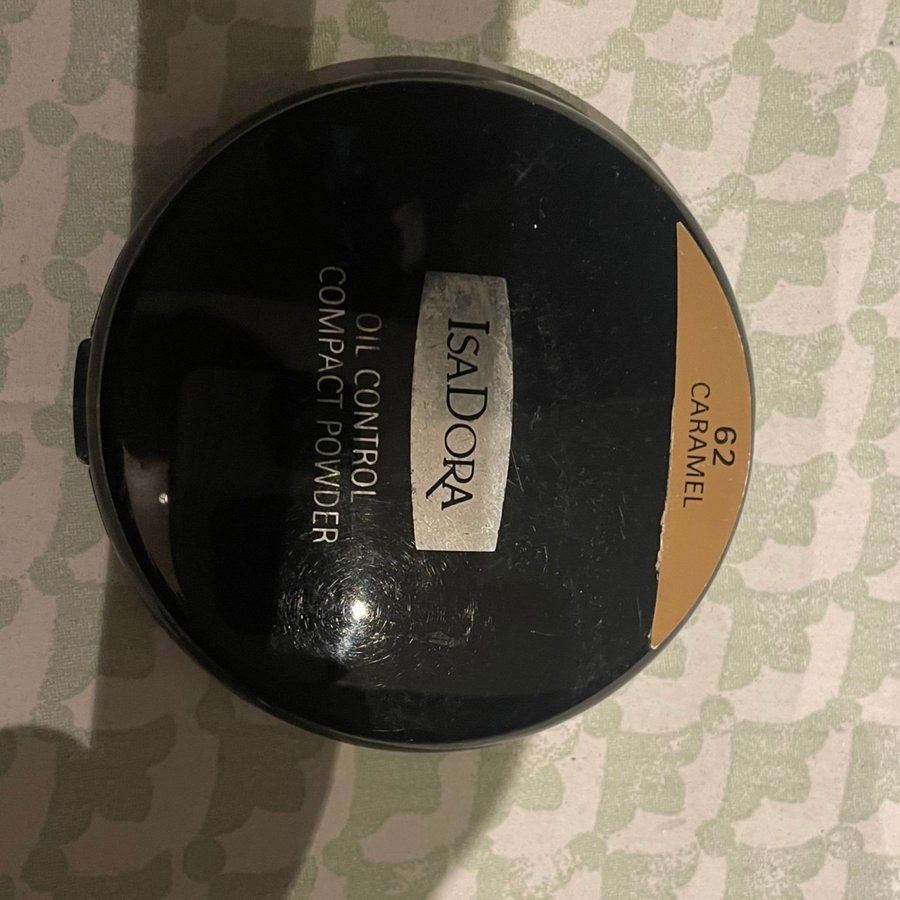 62
CARAMEL
ISADORA
OIL CONTROL
COMPACT POWDER